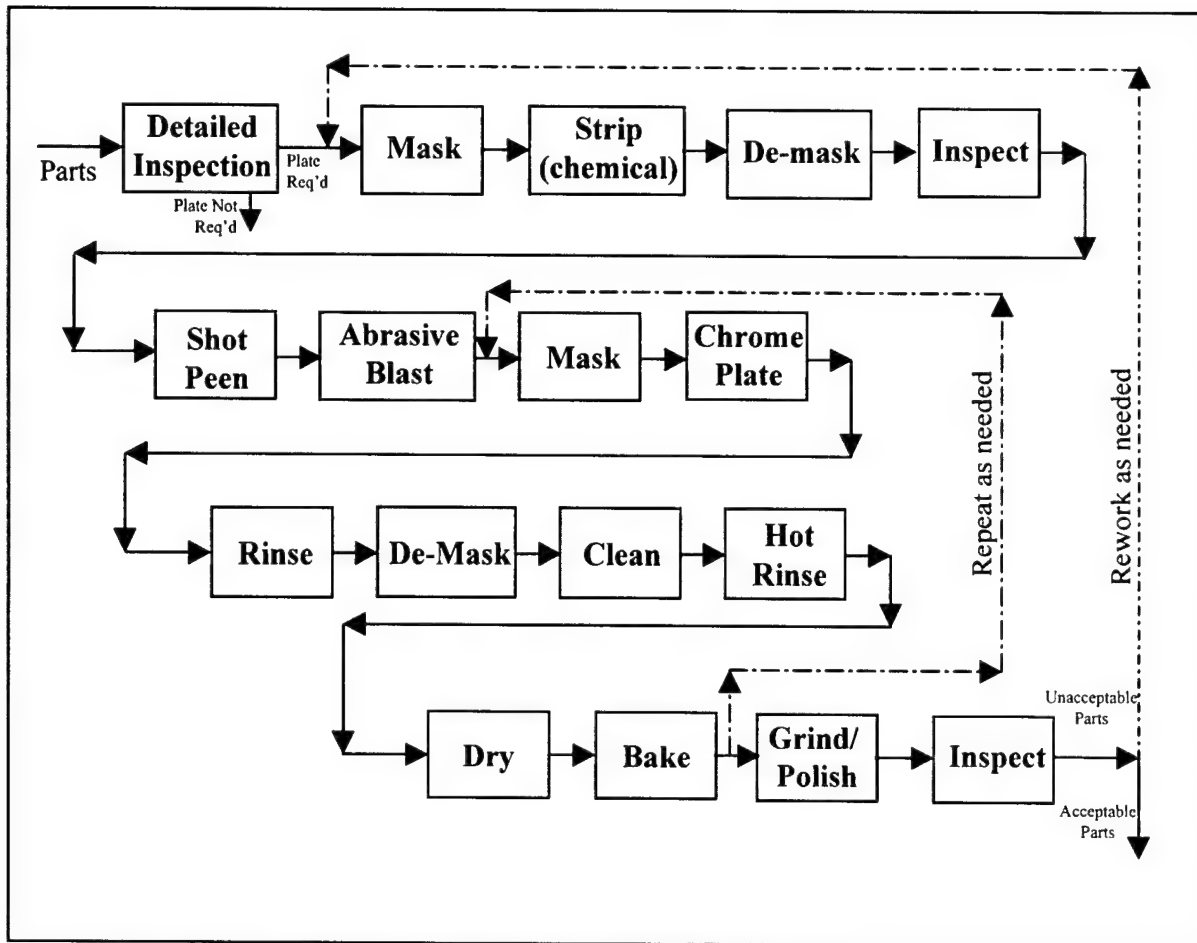 Detailed
Inspection
Parts
Plate
Req'd
Plate Not
Req'd
Mask
Strip
(chemical)
De-mask
Inspect
Shot
Peen
Abrasive
Blast
Mask
Chrome
Plate
Repeat as needed
Rework as needed
Rinse
De-Mask
Clean
Hot
Rinse
Dry
Bake
Grind/
Polish
Inspect
Unacceptable
Parts
Acceptable
Parts